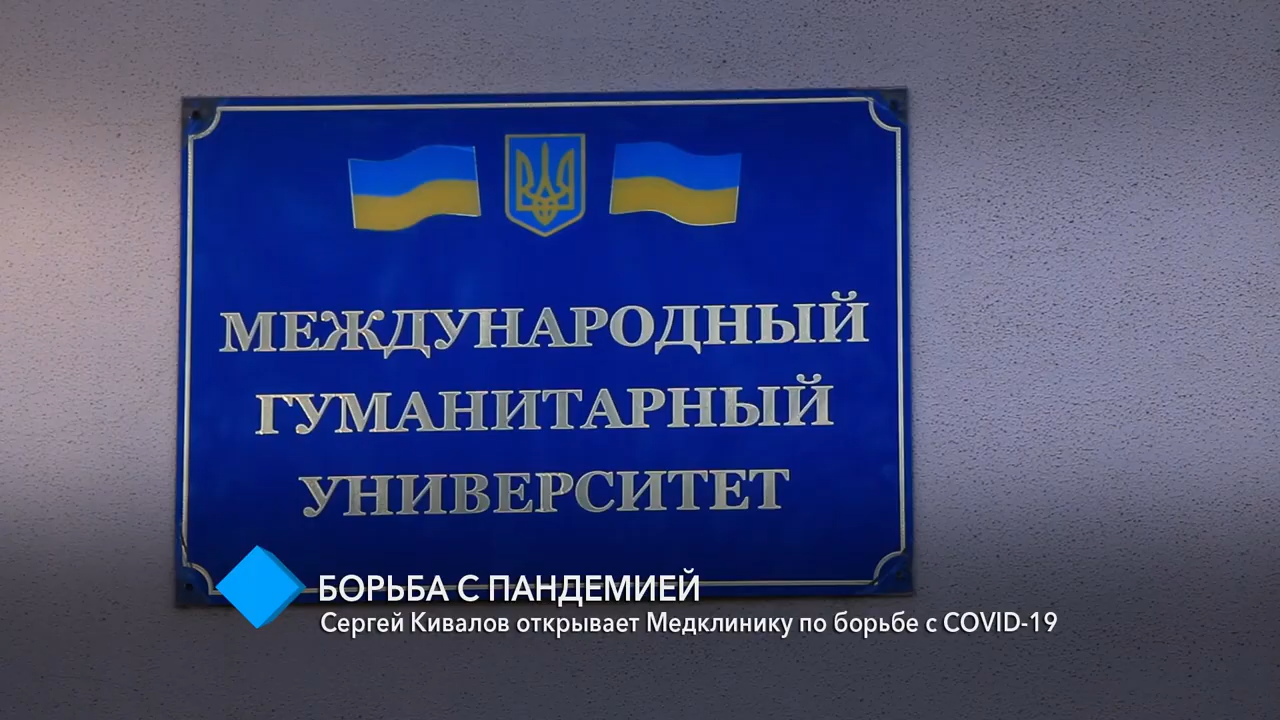 МЕЖДУНАРОДНЫЙ
ГУМАНИТАРНЫЙ
УНИВЕРСИТЕТ
БОРЬБА С ПАНДЕМИЕЙ
Сергей Кивалов открывает Медклинику по борьбе с COVID-19